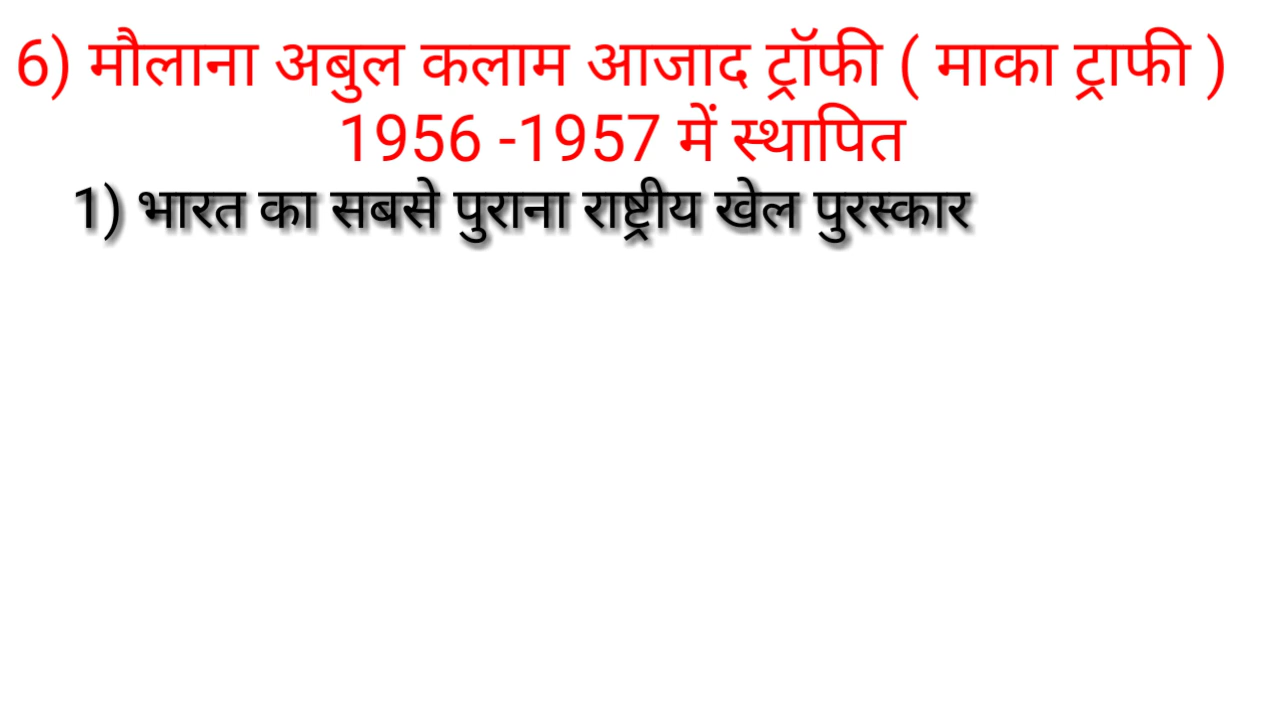 6) मौलाना अबुल कलाम आजाद ट्रॉफी ( माका ट्राफी )
1956 -1957 में स्थापित
1) भारत का सबसे पुराना राष्ट्रीय खेल पुरस्कार